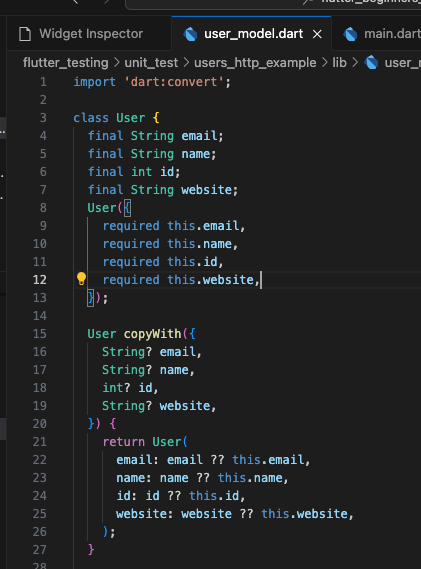 Widget Inspector
user_model.dart
main.dart
flutter_testing > unit_test > users_http_example > lib >
1 import 'dart:convert';
2
3 class User {
4 final String email;
5 final String name;
6 final int id;
7 final String website;
8 User({
9 required this.email,
10 required this.name,
11 required this.id,
12 required this.website,
13 });
14
15 User copyWith({
16 String? email,
17 String? name,
18 int? id,
19 String? website,
20 }) {
21 return User(
22 email: email ?? this.email,
23 name: name ?? this.name,
24 id: id ?? this.id,
25 website: website ?? this.website,
26 );
27 }